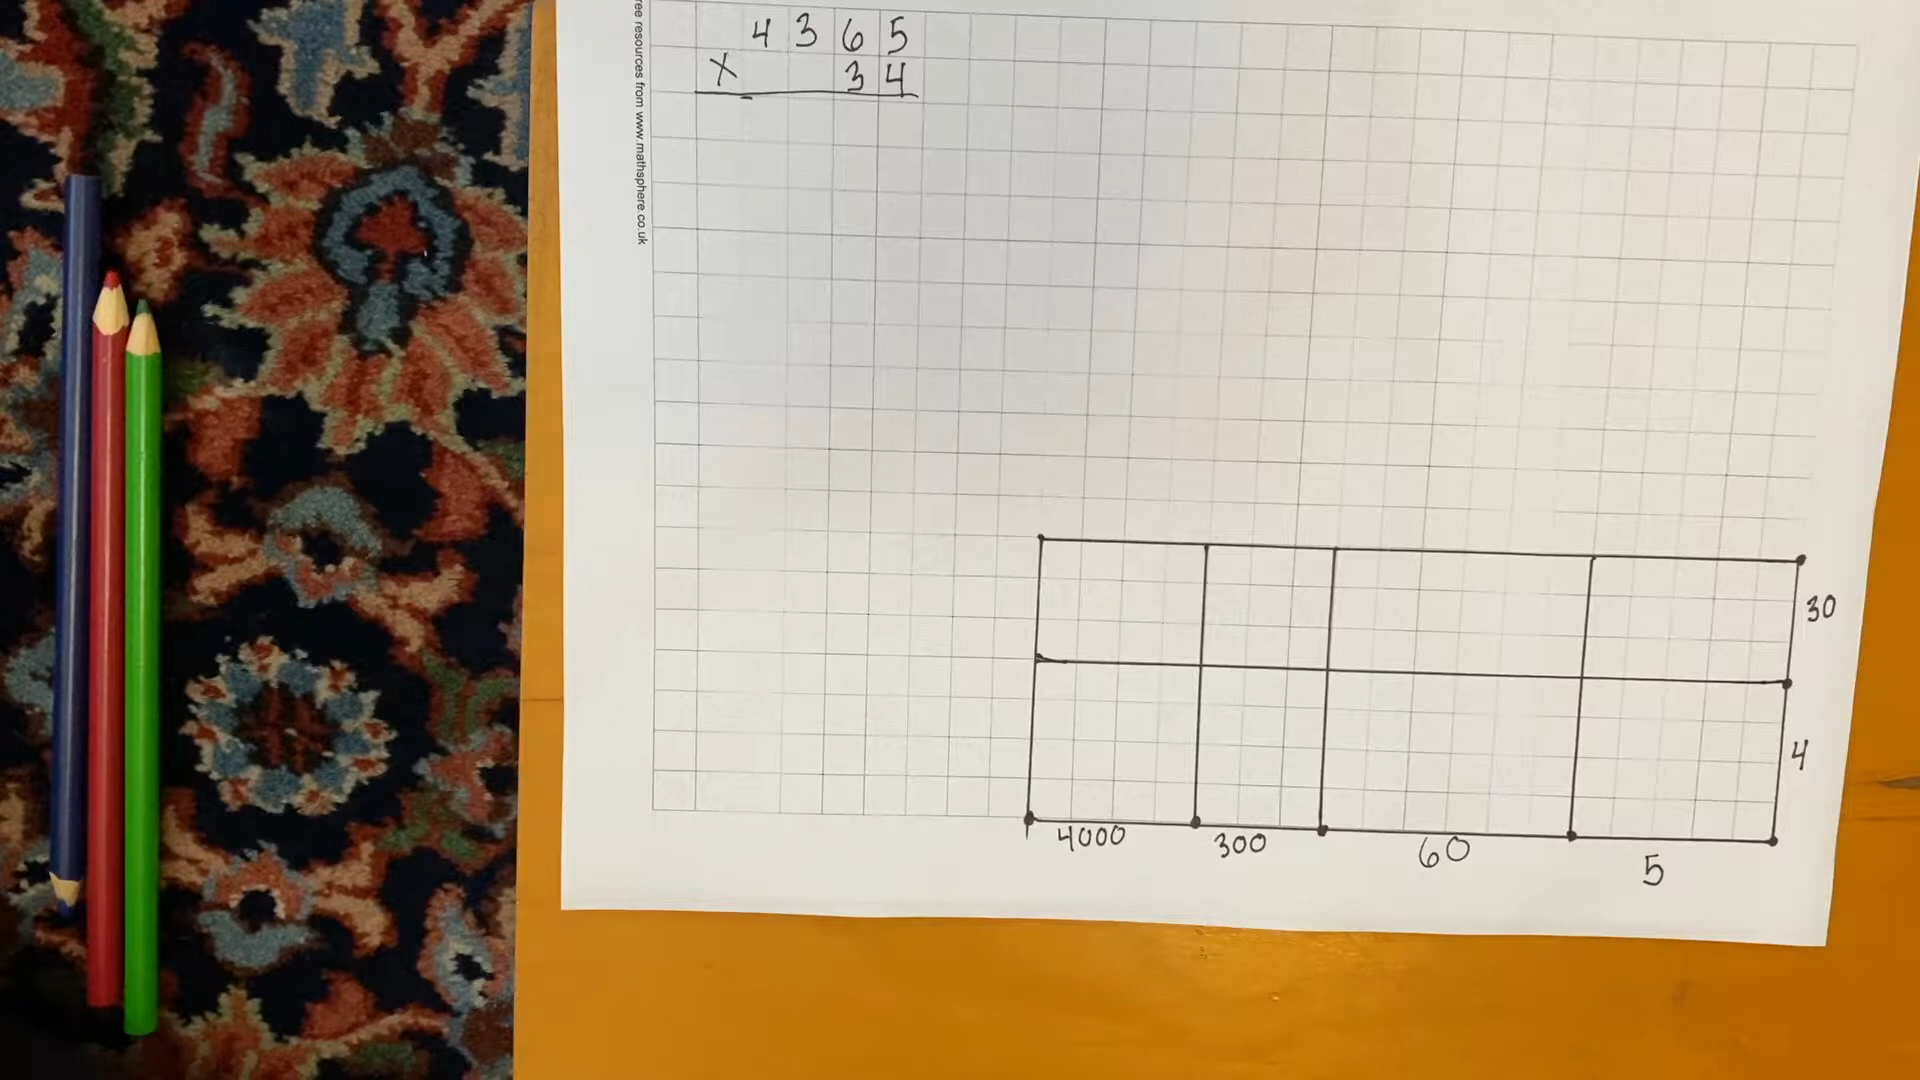 4 3 6 5
X 3 4
ree resources from www.mathsphere.co.uk
30
4
4000 300 60 5